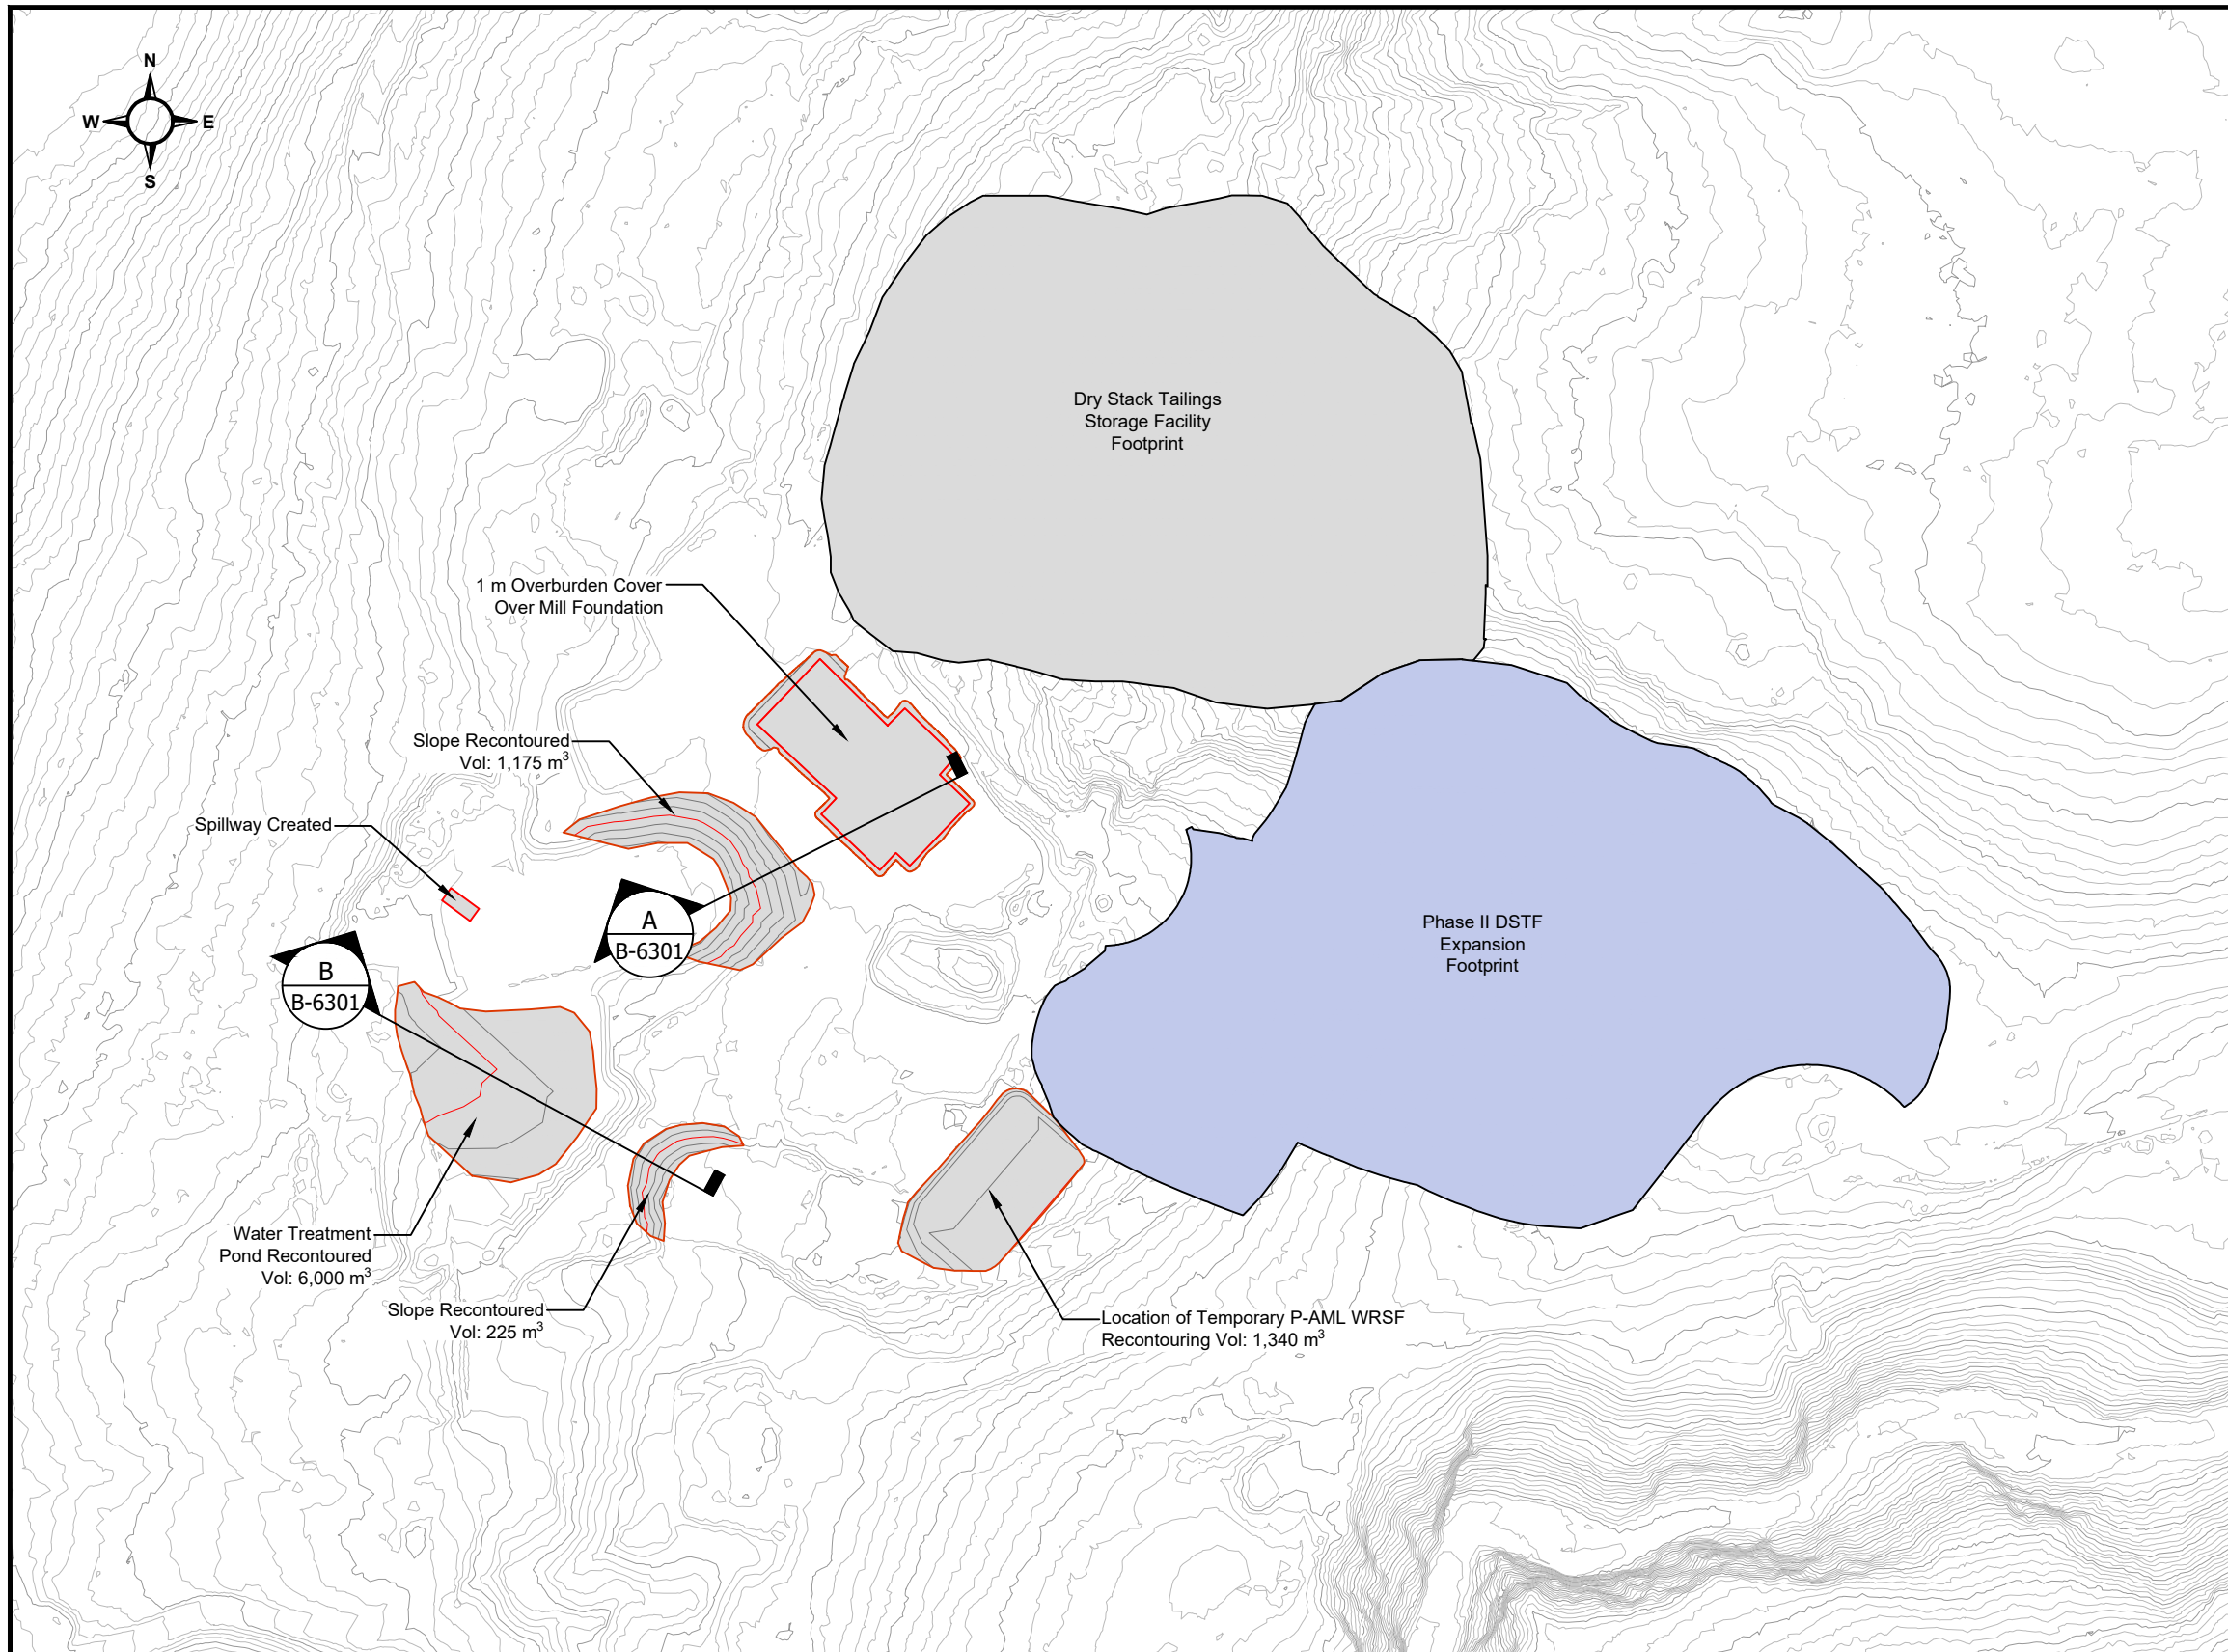 N
W
E
S
Dry Stack Tailings
Storage Facility
Footprint
1 m Overburden Cover
Over Mill Foundation
Slope Recontoured
Vol: 1,175 m³
Spillway Created
A
B-6301
B
B-6301
Phase II DSTF
Expansion
Footprint
Water Treatment
Pond Recontoured
Vol: 6,000 m³
Slope Recontoured
Vol: 225 m³
Location of Temporary P-AML WRSF
Recontouring Vol: 1,340 m³